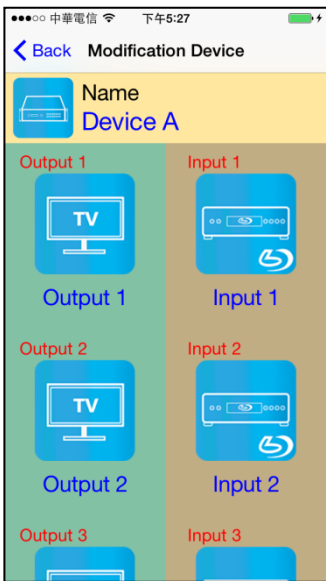 中華電信 下午5:27
Back Modification Device
Name
Device A
Output 1 Input 1
TV
Output 1 Input 1
Output 2 Input 2
TV
Output 2 Input 2
Output 3 Input 3